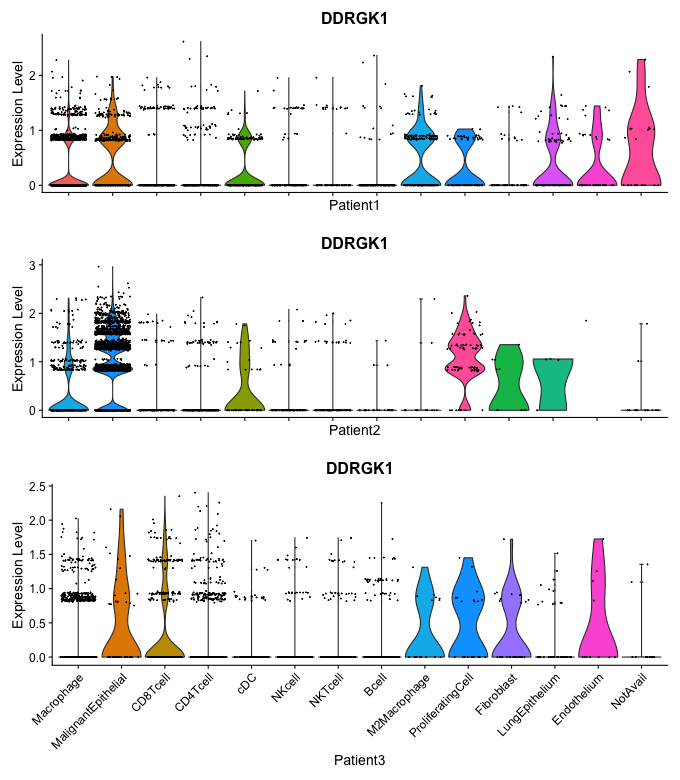 DDRGK1
Expression Level
2
1
0
Patient1
DDRGK1
Expression Level
3
2
1
0
Patient2
DDRGK1
Expression Level
2.5
2.0
1.5
1.0
0.5
0.0
Macrophage
MalignantEpithelial
CD8Tcell
CD4Tcell
cDC
NKcell
NKTcell
Bcell
M2Macrophage
ProliferatingCell
Fibroblast
LungEpithelium
Endothelium
NotAvail
Patient3